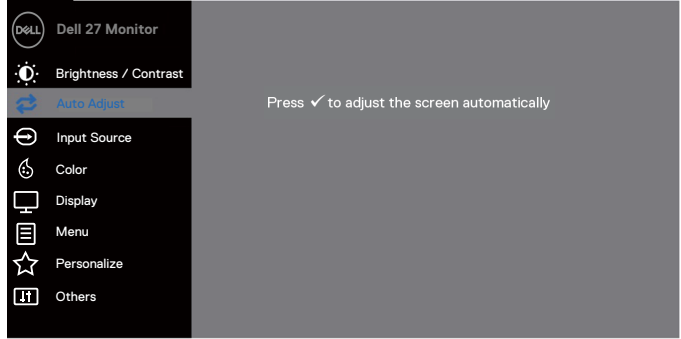 DELL
Dell 27 Monitor
Brightness / Contrast
Auto Adjust
Press ✓ to adjust the screen automatically
Input Source
Color
Display
Menu
Personalize
Others